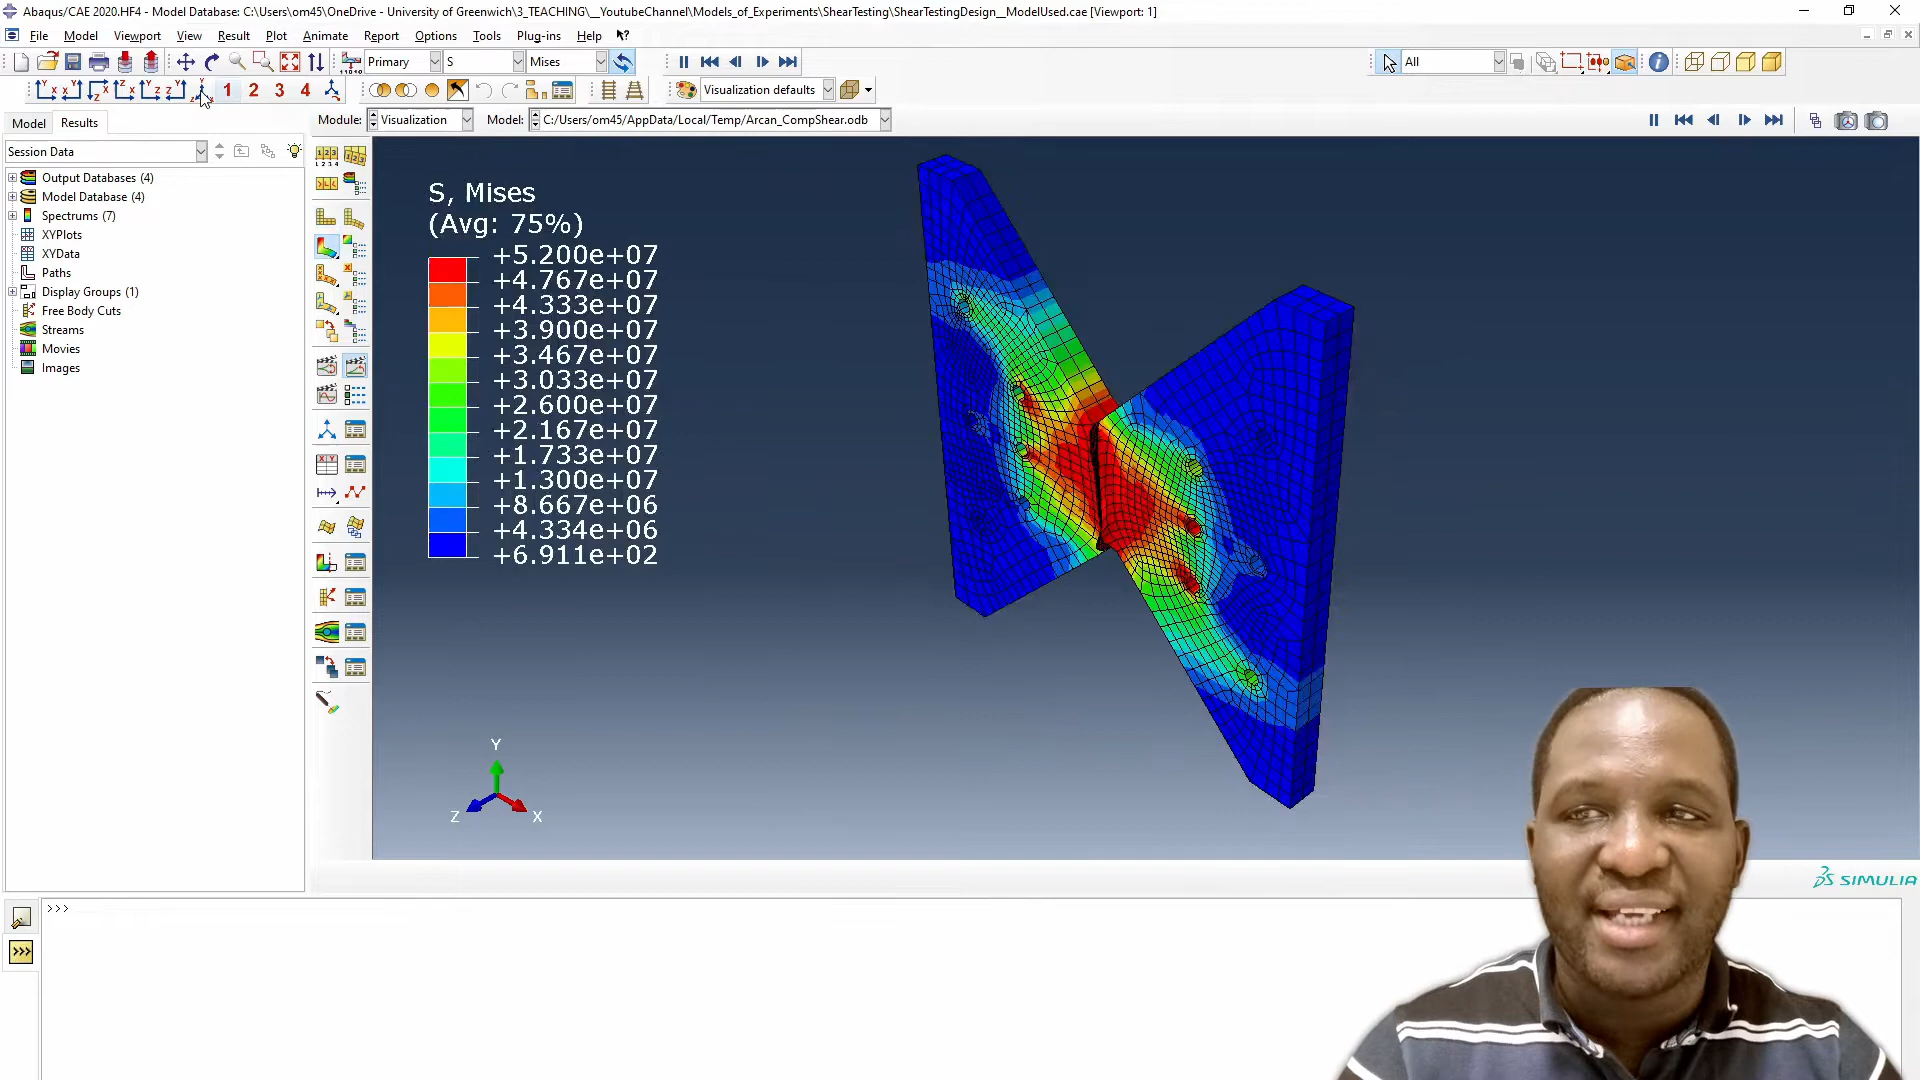 Abaqus/CAE 2020.HF4 - Model Database: C:\Users\om45\OneDrive - University of Greenwich\3_TEACHING\__YoutubeChannel\Models_of_Experiments\ShearTesting\ShearTestingDesign__ModelUsed.cae [Viewport: 1]
File Model Viewport View Result Plot Animate Report Options Tools Plug-ins Help
Primary S Mises All
1 2 3 4 Visualization defaults
Model Results Module: Visualization Model: C:/Users/om45/AppData/Local/Temp/Arcan_CompShear.odb
Session Data
Output Databases (4)
Model Database (4)
Spectrums (7)
XYPlots
XYData
Paths
Display Groups (1)
Free Body Cuts
Streams
Movies
Images
S, Mises
(Avg: 75%)
+5.200e+07
+4.767e+07
+4.333e+07
+3.900e+07
+3.467e+07
+3.033e+07
+2.600e+07
+2.167e+07
+1.733e+07
+1.300e+07
+8.667e+06
+4.334e+06
+6.911e+02
Y
Z X
SIMULIA
>>>
>>>